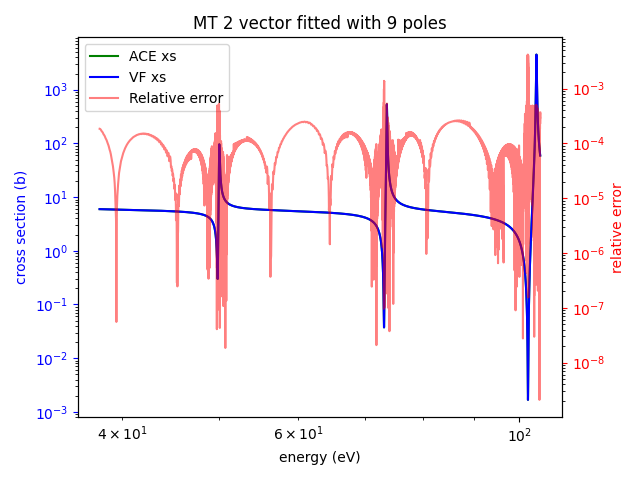 MT 2 vector fitted with 9 poles
ACE xs
VF xs
Relative error
cross section (b)
10³
10²
10¹
10⁰
10⁻¹
10⁻²
10⁻³
relative error
10⁻³
10⁻⁴
10⁻⁵
10⁻⁶
10⁻⁷
10⁻⁸
4 × 10¹
6 × 10¹
10²
energy (eV)